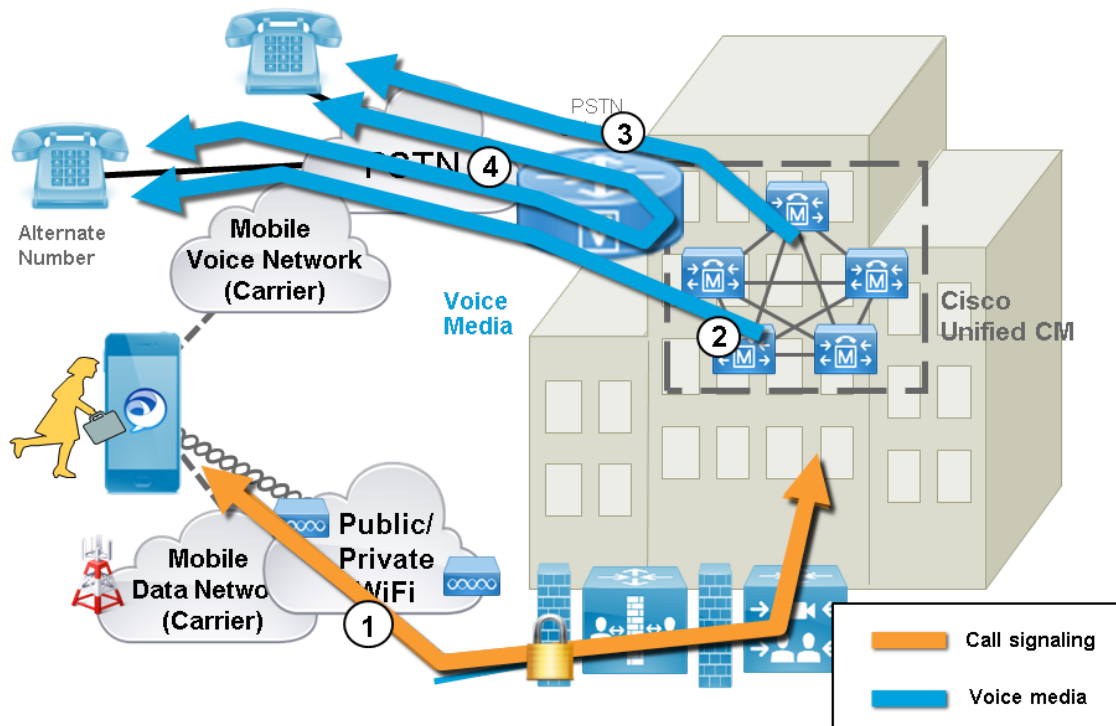 PSTN
3
PSTN
4
Alternate
Number
Mobile
Voice Network
(Carrier)
V
M
M
M
M
M
Voice
Media
2
Cisco
Unified CM
Public/
Private
WiFi
Mobile
Data
(Carrier)
1
Call signaling
Voice media